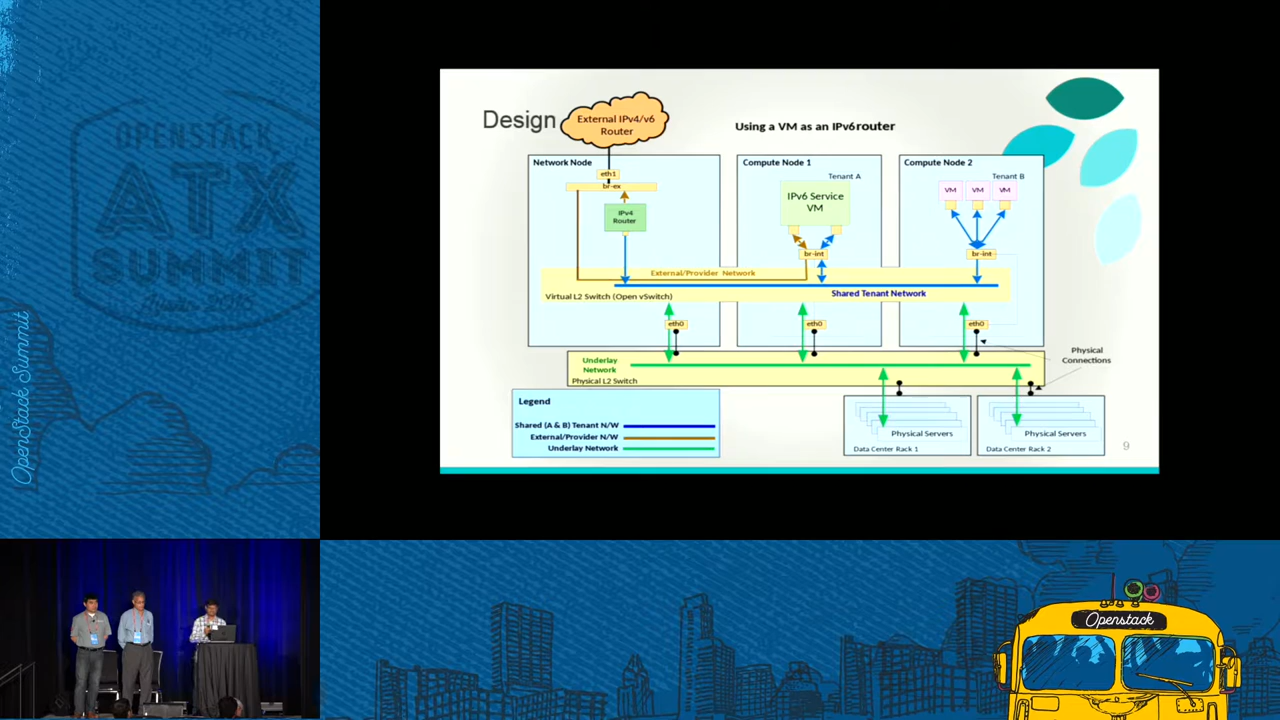 OPENSTACK
TX
SUMMIT
OpenStack Summit
Design
External IPv4/v6
Router
Using a VM as an IPv6 router
Network Node
Compute Node 1
Compute Node 2
eth1
br-ex
Tenant A
Tenant B
IPv4
Router
IPv6 Service
VM
VM
VM
VM
br-int
br-int
External/Provider Network
Virtual L2 Switch (Open vSwitch)
Shared Tenant Network
eth0
eth0
eth0
Underlay
Network
Physical L2 Switch
Physical
Connections
Legend
Shared (A & B) Tenant N/W
External/Provider N/W
Underlay Network
Physical Servers
Physical Servers
Data Center Rack 1
Data Center Rack 2
9
Openstack